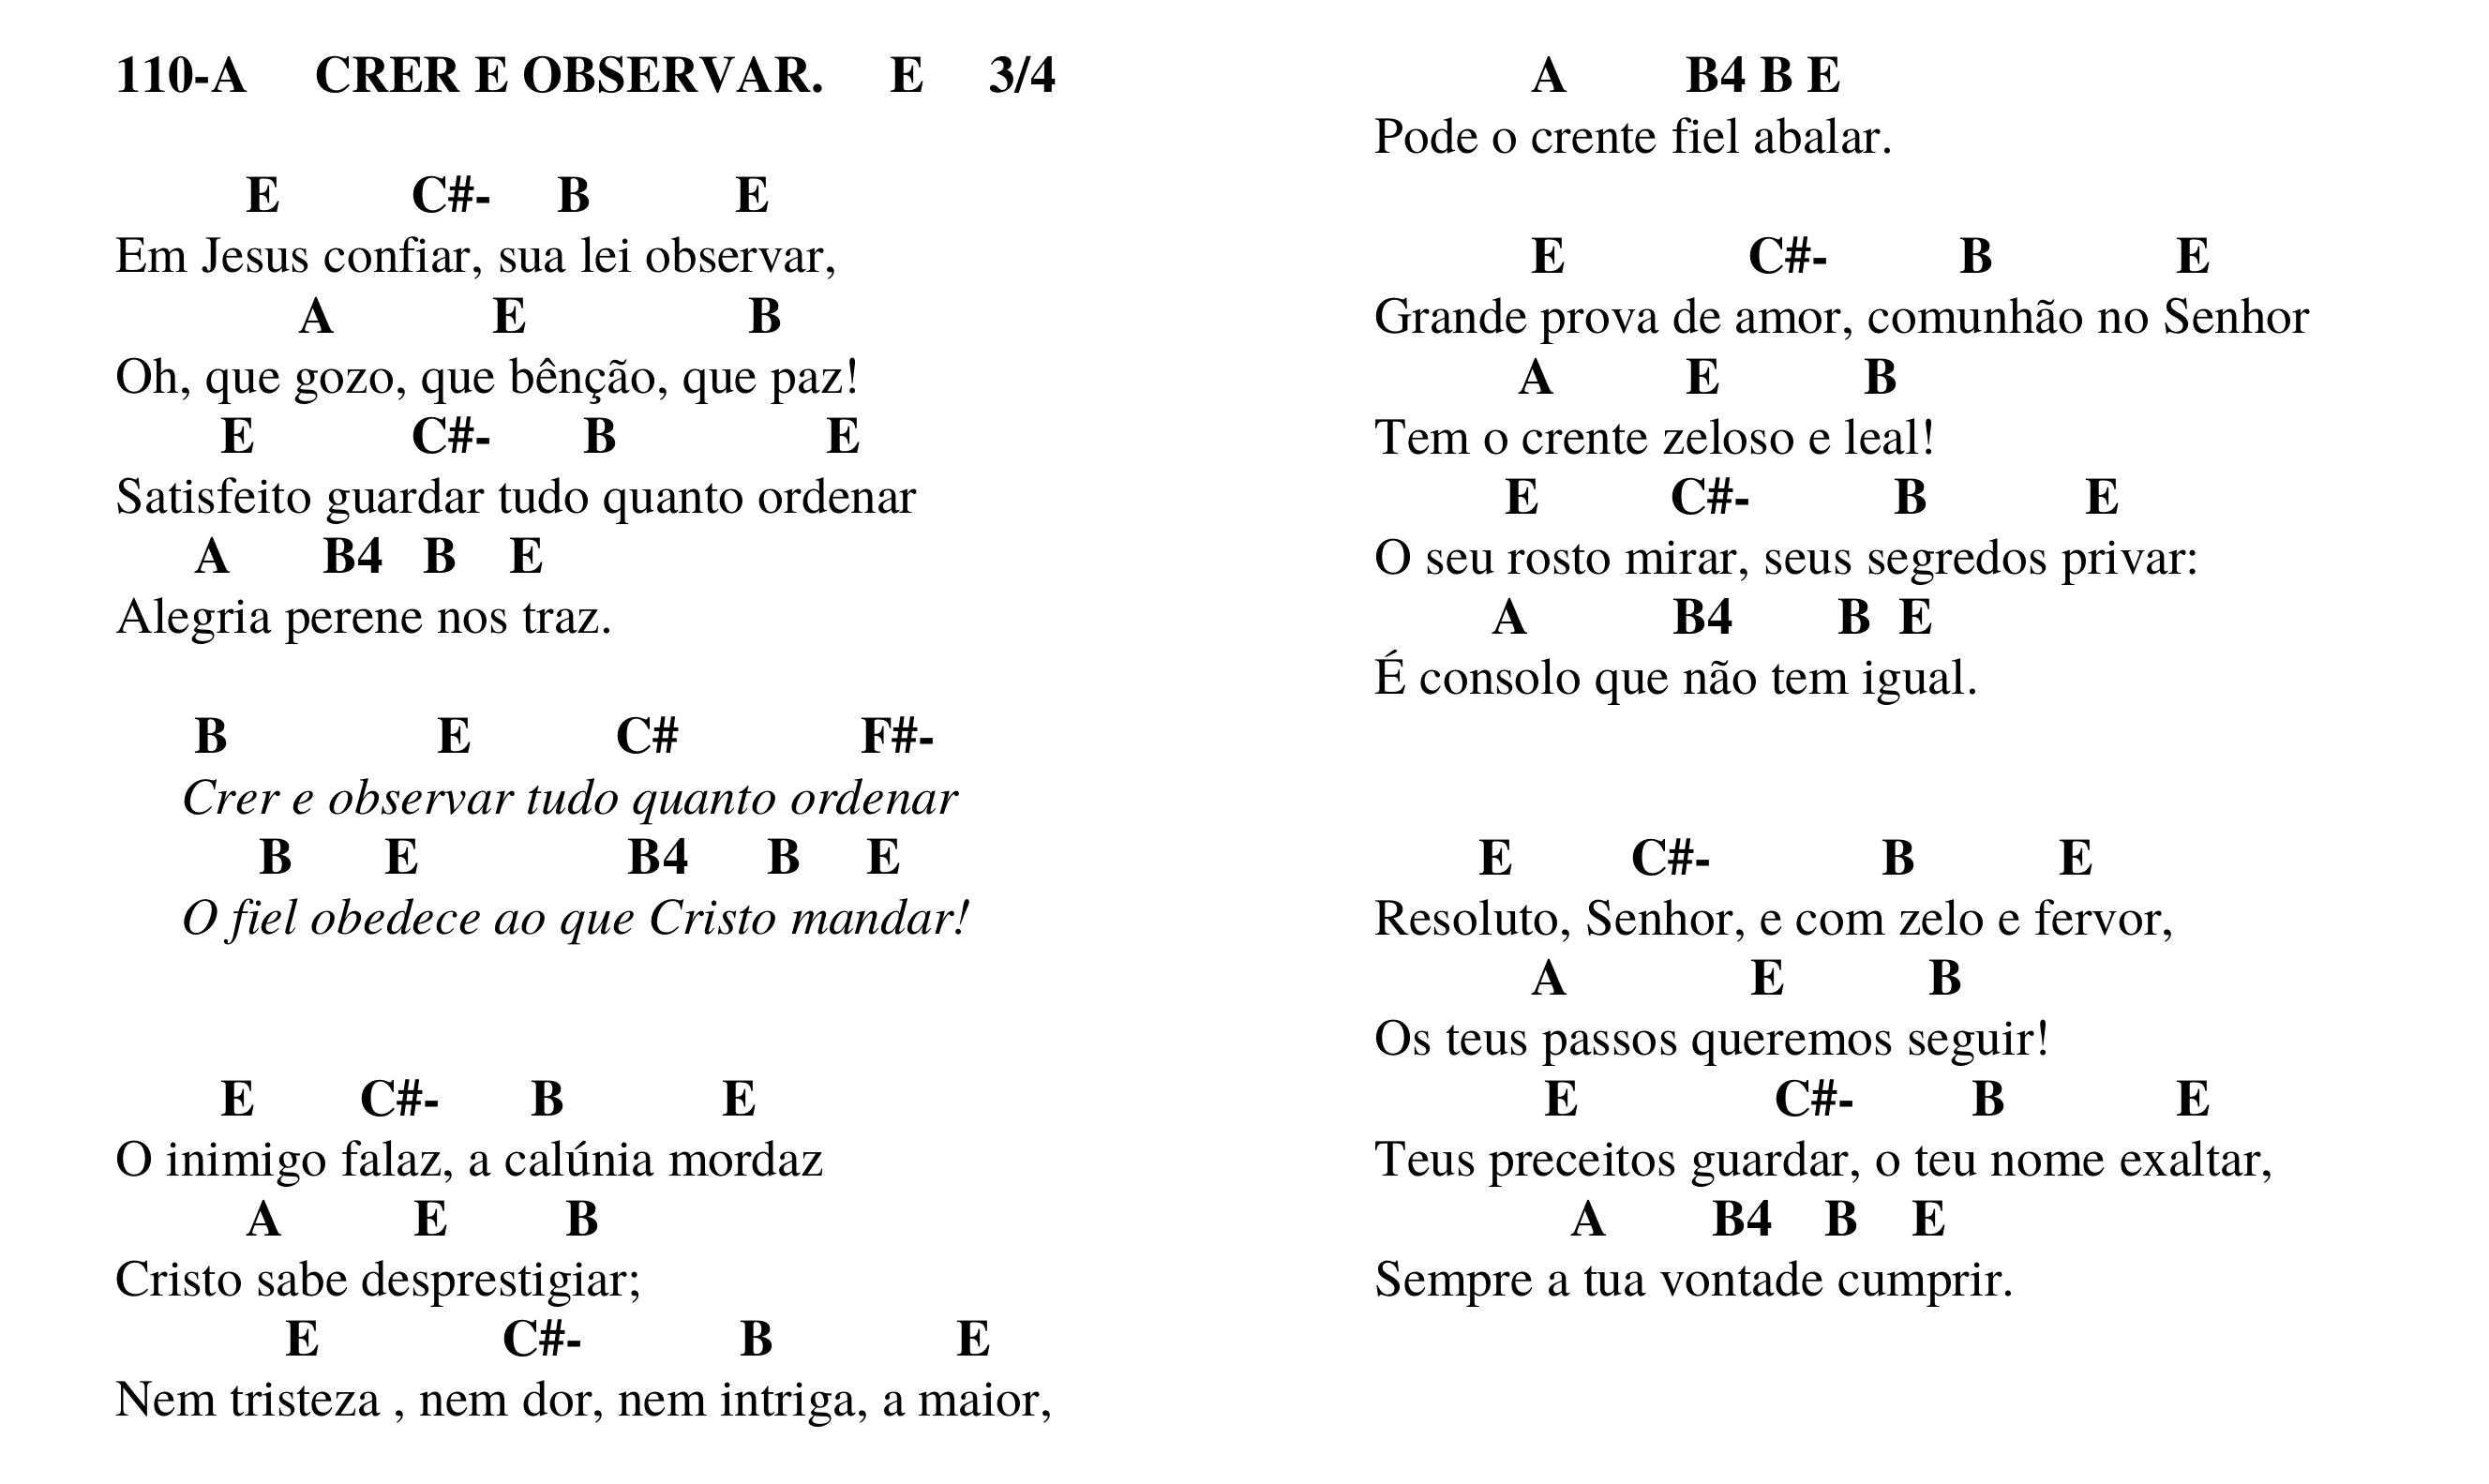 110-A     CRER E OBSERVAR.     E     3/4
E          C#-     B           E
Em Jesus confiar, sua lei observar,
A            E                 B
Oh, que gozo, que bênção, que paz!
E            C#-       B                E
Satisfeito guardar tudo quanto ordenar
A       B4   B    E
Alegria perene nos traz.
B                E           C#              F#-
Crer e observar tudo quanto ordenar
B       E                B4      B     E
O fiel obedece ao que Cristo mandar!
E        C#-       B            E
O inimigo falaz, a calúnia mordaz
A          E         B
Cristo sabe desprestigiar;
E              C#-            B              E
Nem tristeza , nem dor, nem intriga, a maior,
A         B4 B E
Pode o crente fiel abalar.
E              C#-          B              E
Grande prova de amor, comunhão no Senhor
A          E           B
Tem o crente zeloso e leal!
E          C#-           B            E
O seu rosto mirar, seus segredos privar:
A           B4        B  E
É consolo que não tem igual.
E         C#-             B           E
Resoluto, Senhor, e com zelo e fervor,
A              E           B
Os teus passos queremos seguir!
E               C#-         B             E
Teus preceitos guardar, o teu nome exaltar,
A        B4    B    E
Sempre a tua vontade cumprir.